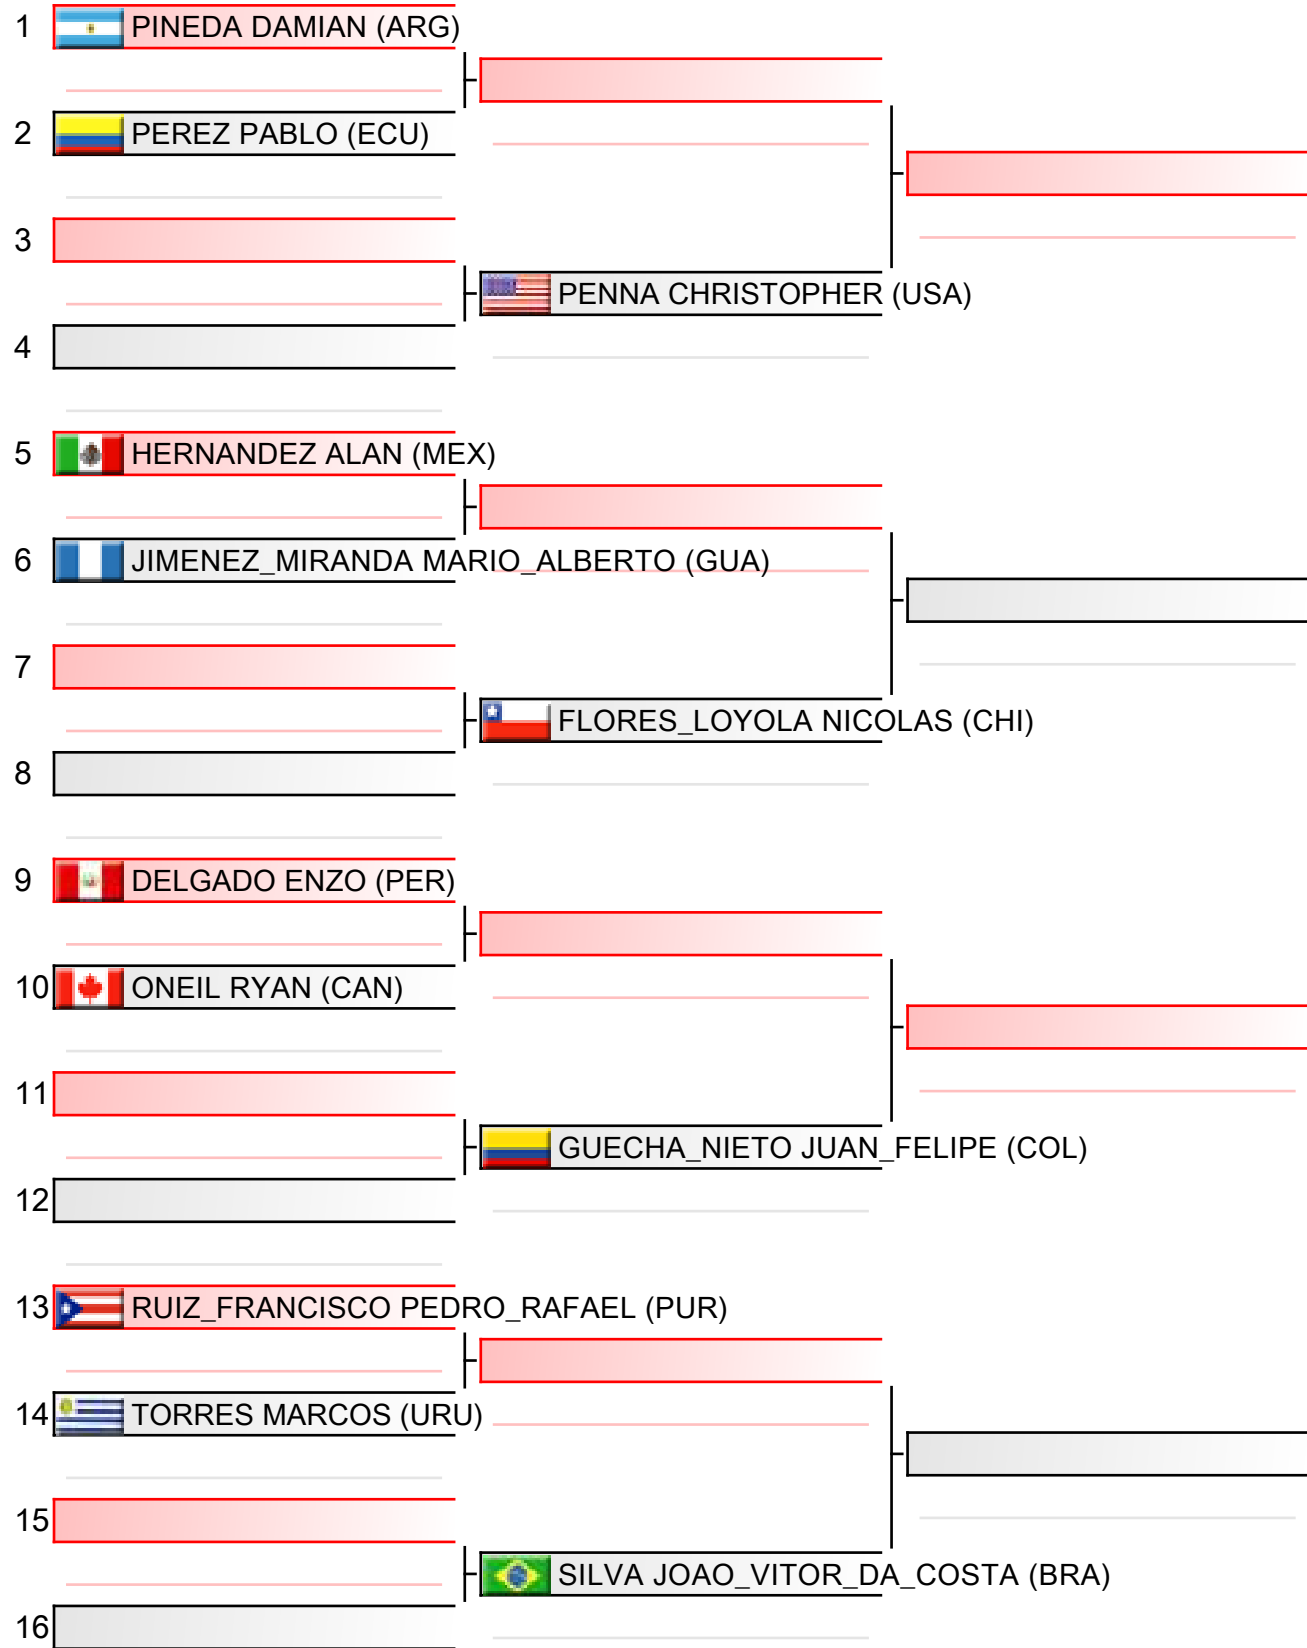 1 PINEDA DAMIAN (ARG)
2 PEREZ PABLO (ECU)
3
PENNA CHRISTOPHER (USA)
4
5 HERNANDEZ ALAN (MEX)
6 JIMENEZ_MIRANDA MARIO_ALBERTO (GUA)
7
FLORES_LOYOLA NICOLAS (CHI)
8
9 DELGADO ENZO (PER)
10 ONEIL RYAN (CAN)
11
GUECHA_NIETO JUAN_FELIPE (COL)
12
13 RUIZ_FRANCISCO PEDRO_RAFAEL (PUR)
14 TORRES MARCOS (URU)
15
SILVA JOAO_VITOR_DA_COSTA (BRA)
16